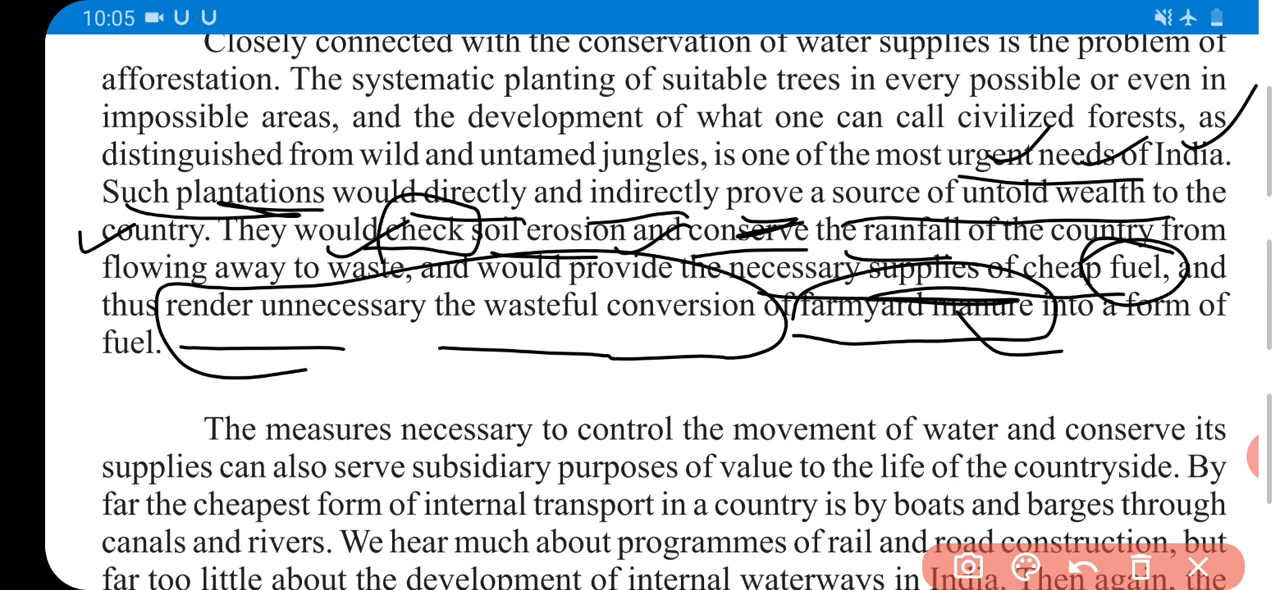 10:05
Closely connected with the conservation of water supplies is the problem of
afforestation. The systematic planting of suitable trees in every possible or even in
impossible areas, and the development of what one can call civilized forests, as
distinguished from wild and untamed jungles, is one of the most urgent needs of India.
Such plantations would directly and indirectly prove a source of untold wealth to the
country. They would check soil erosion and conserve the rainfall of the country from
flowing away to waste, and would provide the necessary supplies of cheap fuel, and
thus render unnecessary the wasteful conversion of farmyard manure into a form of
fuel.
The measures necessary to control the movement of water and conserve its
supplies can also serve subsidiary purposes of value to the life of the countryside. By
far the cheapest form of internal transport in a country is by boats and barges through
canals and rivers. We hear much about programmes of rail and road construction, but
far too little about the development of internal waterways in India. Then again, the